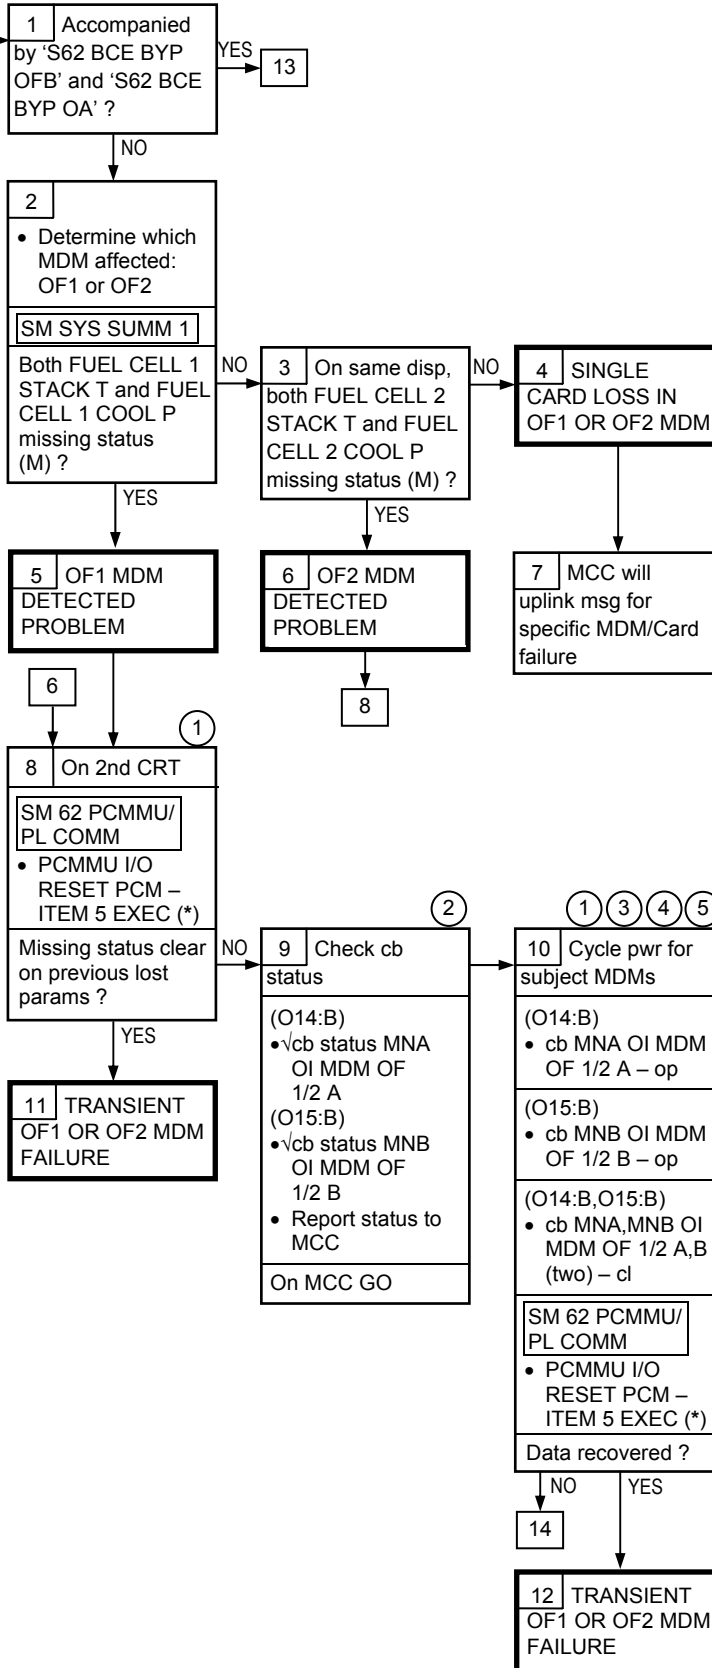 1 Accompanied
by ‘S62 BCE BYP
OFB’ and ‘S62 BCE
BYP OA’ ?
YES
13
NO
2
• Determine which
MDM affected:
OF1 or OF2
SM SYS SUMM 1
Both FUEL CELL 1
STACK T and FUEL
CELL 1 COOL P
missing status
(M) ?
NO
YES
3 On same disp,
both FUEL CELL 2
STACK T and FUEL
CELL 2 COOL P
missing status (M) ?
NO
YES
4 SINGLE
CARD LOSS IN
OF1 OR OF2 MDM
5 OF1 MDM
DETECTED
PROBLEM
6 OF2 MDM
DETECTED
PROBLEM
8
7 MCC will
uplink msg for
specific MDM/Card
failure
6
1
8 On 2nd CRT
SM 62 PCMMU/
PL COMM
• PCMMU I/O
RESET PCM –
ITEM 5 EXEC (*)
Missing status clear
on previous lost
params ?
NO
YES
2
9 Check cb
status
(O14:B)
•√cb status MNA
OI MDM OF
1/2 A
(O15:B)
•√cb status MNB
OI MDM OF
1/2 B
• Report status to
MCC
On MCC GO
1 3 4 5
10 Cycle pwr for
subject MDMs
(O14:B)
• cb MNA OI MDM
OF 1/2 A – op
(O15:B)
• cb MNB OI MDM
OF 1/2 B – op
(O14:B,O15:B)
• cb MNA,MNB OI
MDM OF 1/2 A,B
(two) – cl
SM 62 PCMMU/
PL COMM
• PCMMU I/O
RESET PCM –
ITEM 5 EXEC (*)
Data recovered ?
NO
YES
14
11 TRANSIENT
OF1 OR OF2 MDM
FAILURE
12 TRANSIENT
OF1 OR OF2 MDM
FAILURE